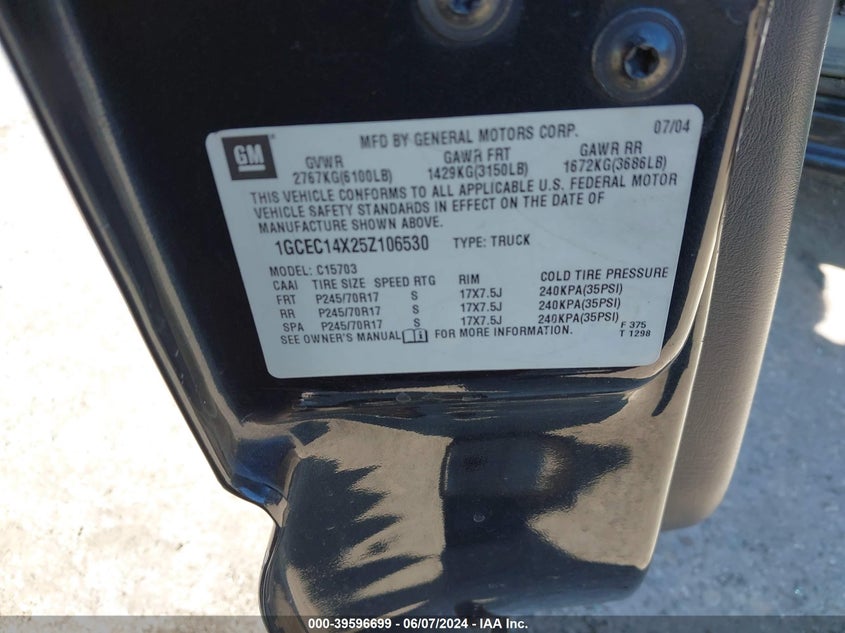 GM
MFD BY GENERAL MOTORS CORP. 07/04
GVWR GAWR FRT GAWR RR
2767KG(6100LB) 1429KG(3150LB) 1672KG(3686LB)
THIS VEHICLE CONFORMS TO ALL APPLICABLE U.S. FEDERAL MOTOR
VEHICLE SAFETY STANDARDS IN EFFECT ON THE DATE OF
MANUFACTURE SHOWN ABOVE.
1GCEC14X25Z106530 TYPE: TRUCK
MODEL: C15703
CAAI TIRE SIZE SPEED RTG RIM COLD TIRE PRESSURE
FRT P245/70R17 S 17X7.5J 240KPA(35PSI)
RR P245/70R17 S 17X7.5J 240KPA(35PSI)
SPA P245/70R17 S 17X7.5J 240KPA(35PSI)
SEE OWNER'S MANUAL FOR MORE INFORMATION.
F 375
T 1298
000-39596699 - 06/07/2024 - IAA Inc.